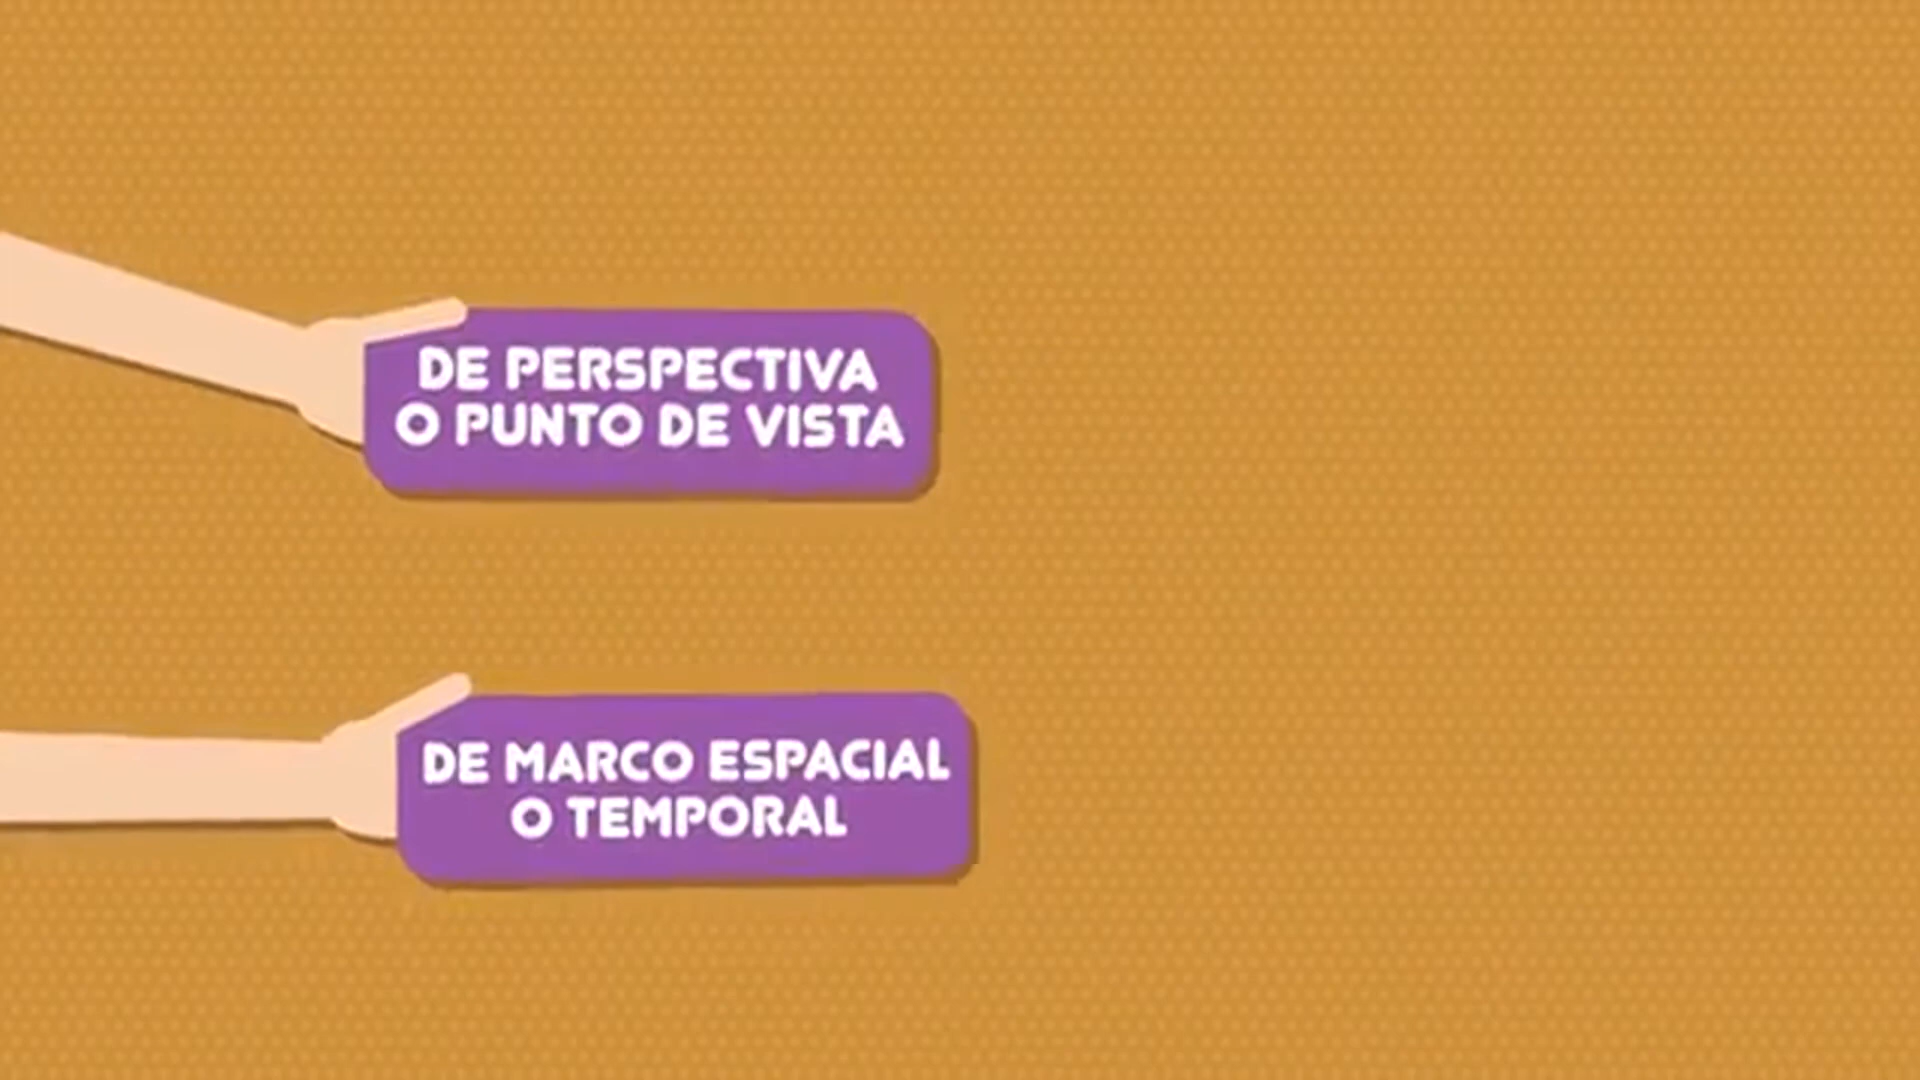 DE PERSPECTIVA
O PUNTO DE VISTA
DE MARCO ESPACIAL
O TEMPORAL